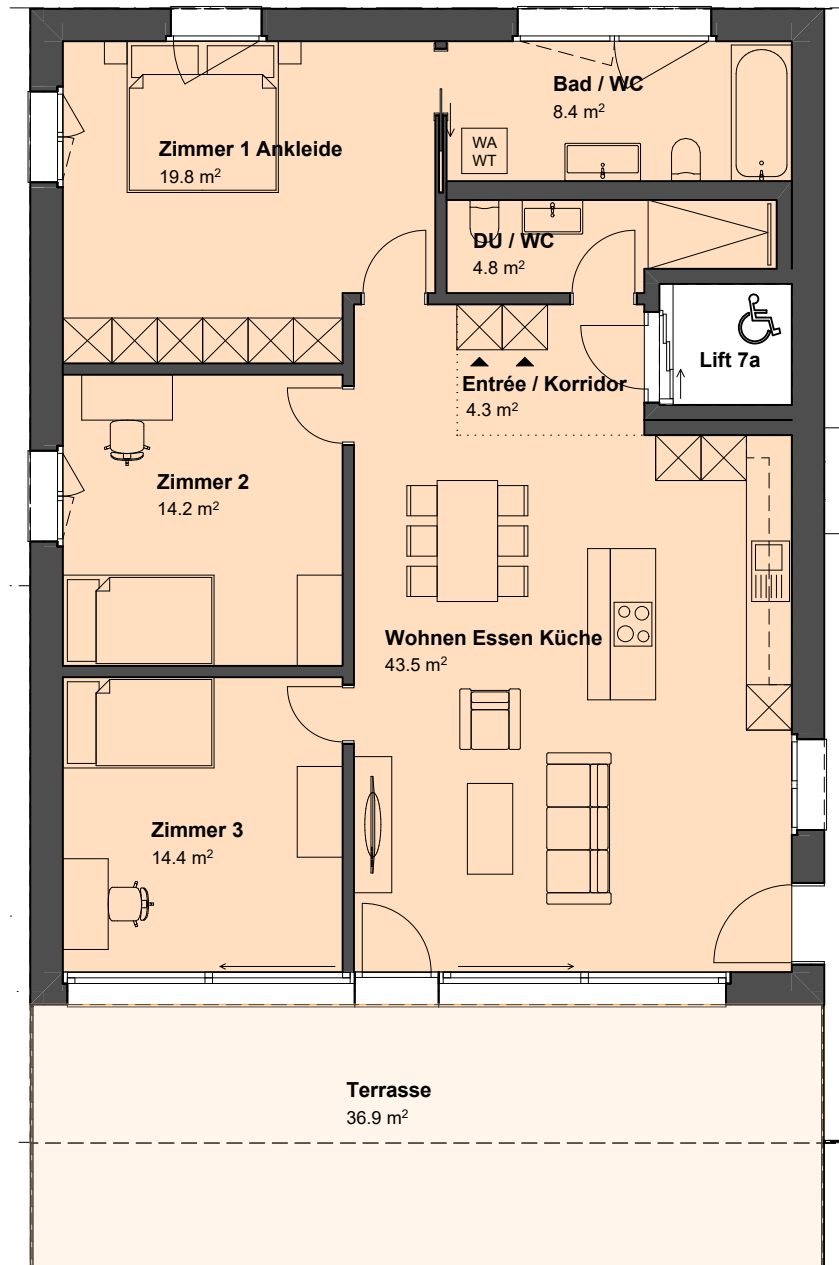 Bad / WC
8.4 m²
WA
WT
Zimmer 1 Ankleide
19.8 m²
DU / WC
4.8 m²
Lift 7a
Entrée / Korridor
4.3 m²
Zimmer 2
14.2 m²
Wohnen Essen Küche
43.5 m²
Zimmer 3
14.4 m²
Terrasse
36.9 m²